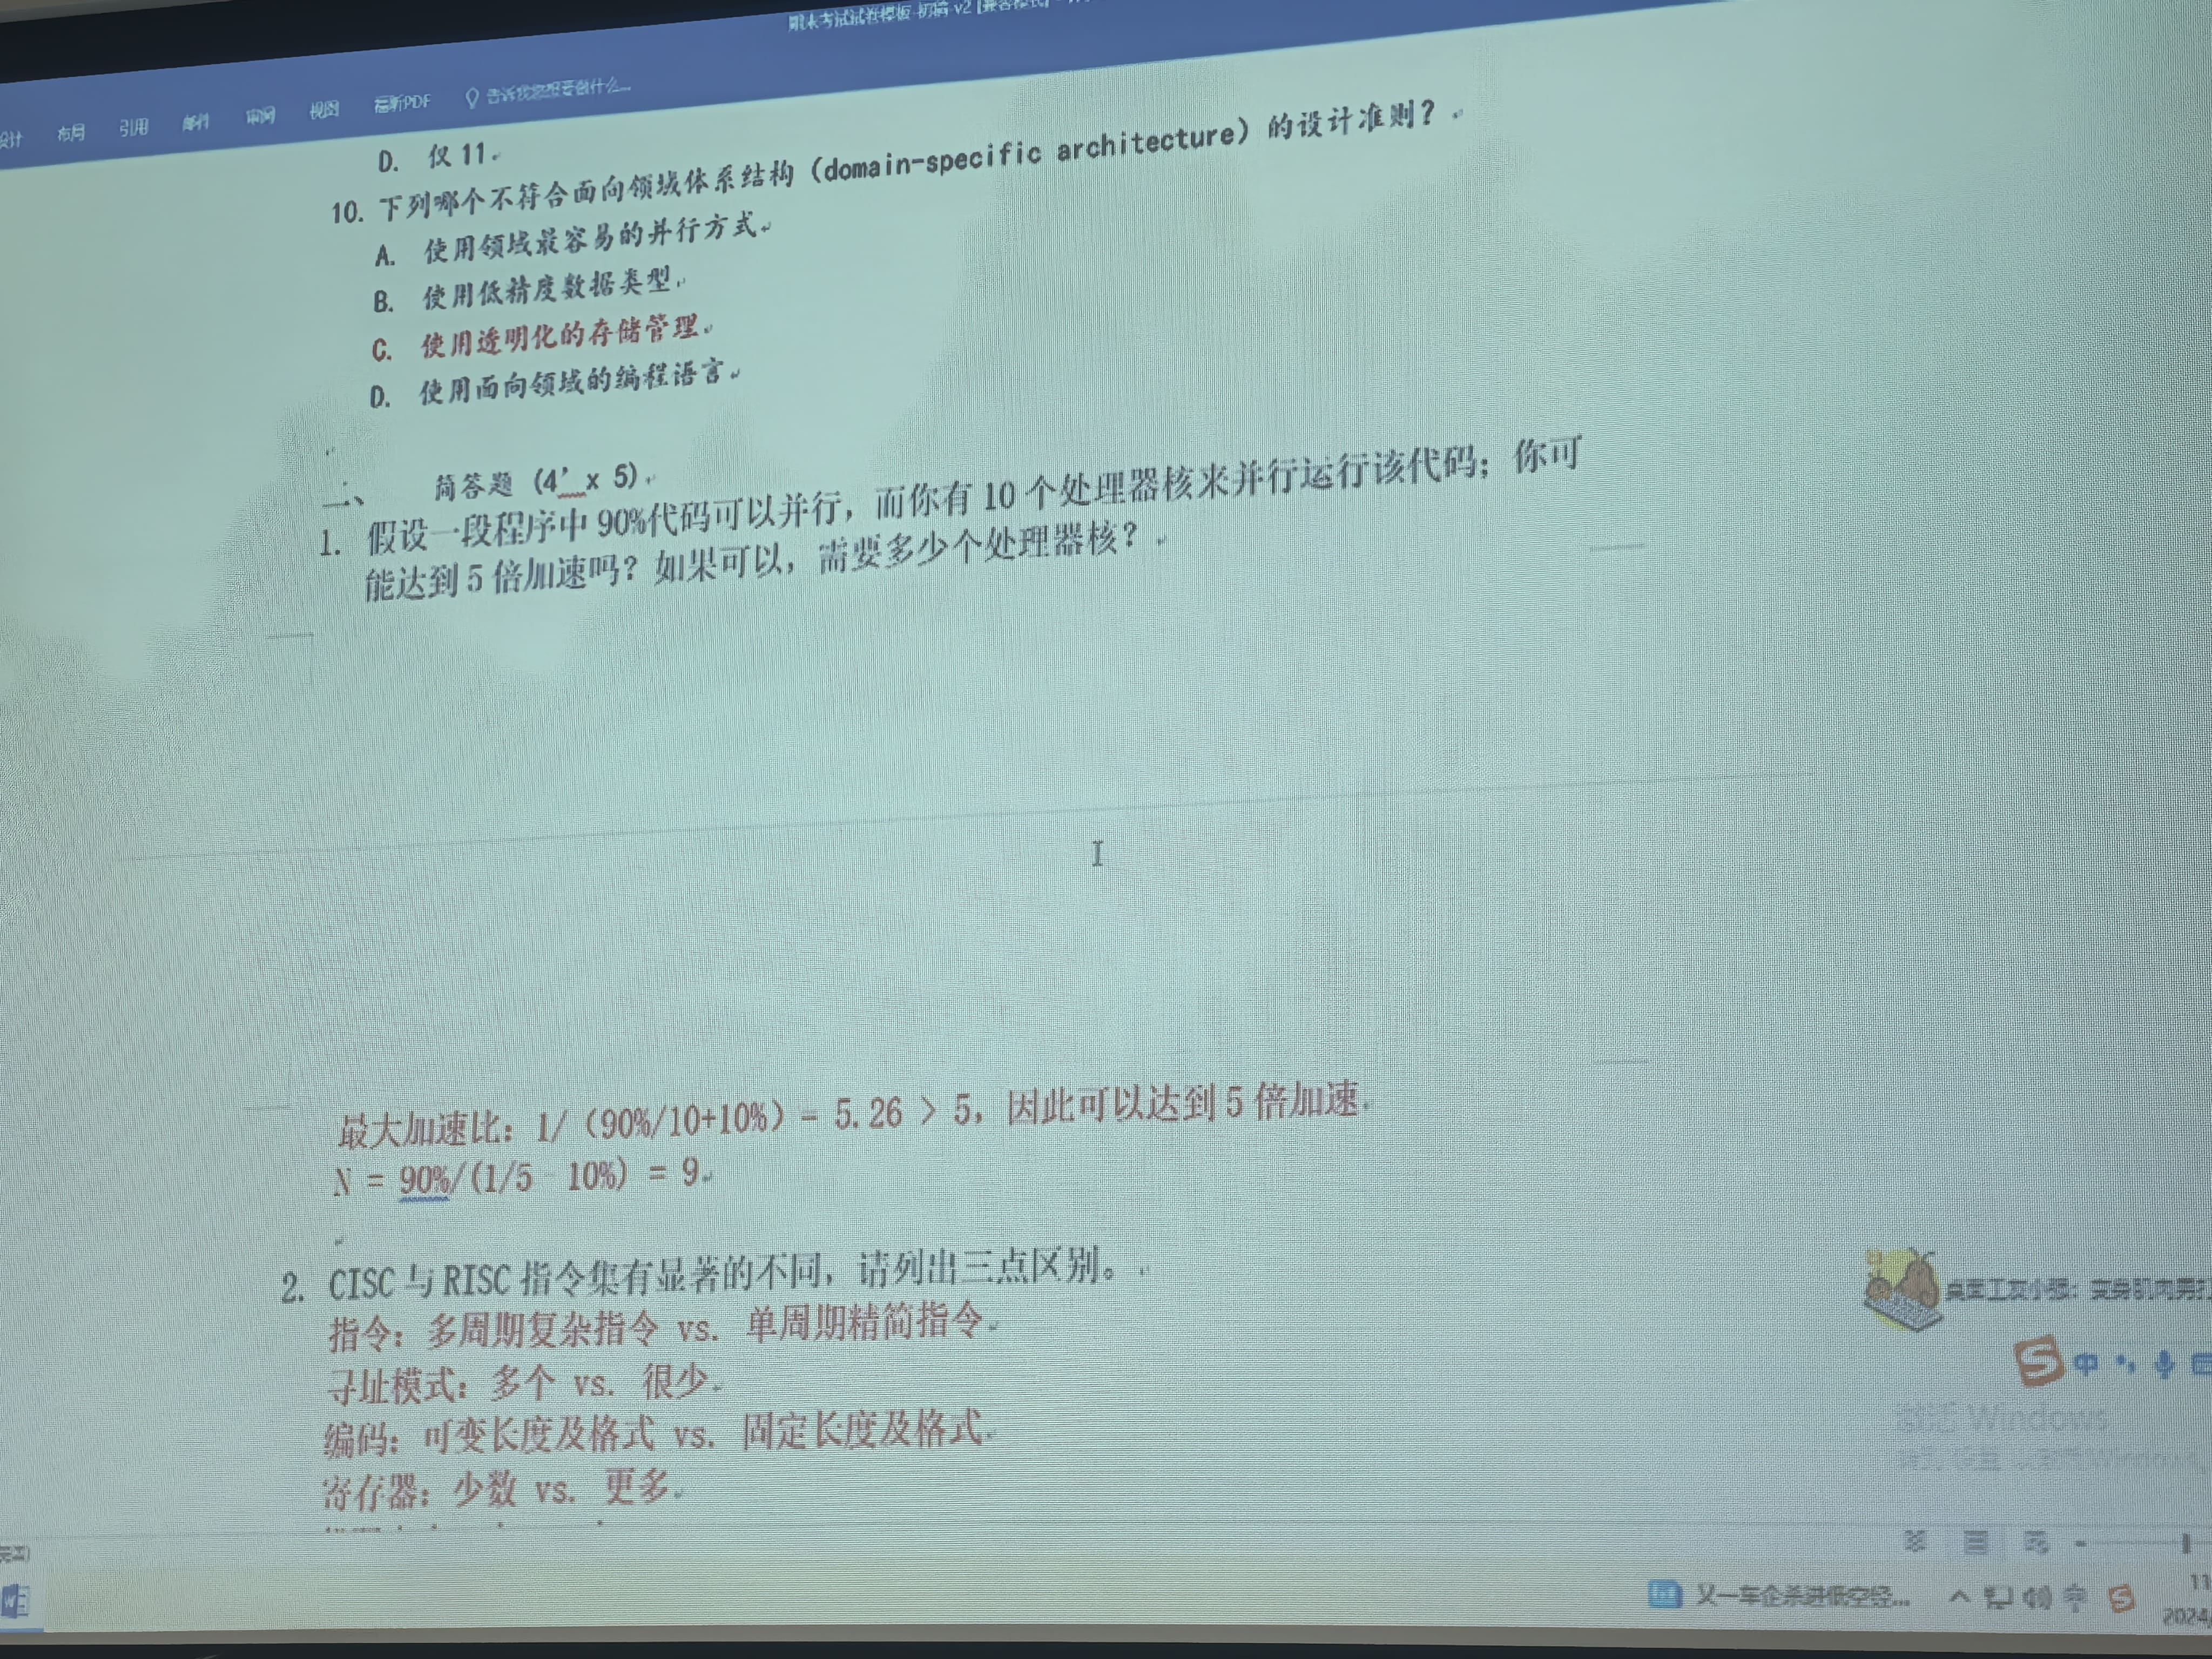 期末考试试卷模板 初稿 v2 [兼容模式]
设计 布局 引用 邮件 审阅 视图 福昕PDF 告诉我您想要做什么...
D. 仅 11
10. 下列哪个不符合面向领域体系结构（domain-specific architecture）的设计准则？
A. 使用领域最容易的并行方式
B. 使用低精度数据类型
C. 使用透明化的存储管理
D. 使用面向领域的编程语言
二、 简答题（4’ x 5）
1. 假设一段程序中 90%代码可以并行，而你有 10 个处理器核来并行运行该代码；你可
能达到 5 倍加速吗？如果可以，需要多少个处理器核？
最大加速比：1/（90%/10+10%）= 5.26 > 5，因此可以达到 5 倍加速
N = 90%/(1/5 - 10%) = 9
2. CISC 与 RISC 指令集有显著的不同，请列出三点区别。
指令：多周期复杂指令 vs. 单周期精简指令
寻址模式：多个 vs. 很少
编码：可变长度及格式 vs. 固定长度及格式
寄存器：少数 vs. 更多
中
激活 Windows
又一车企杀进低空经...
中
11
2024/